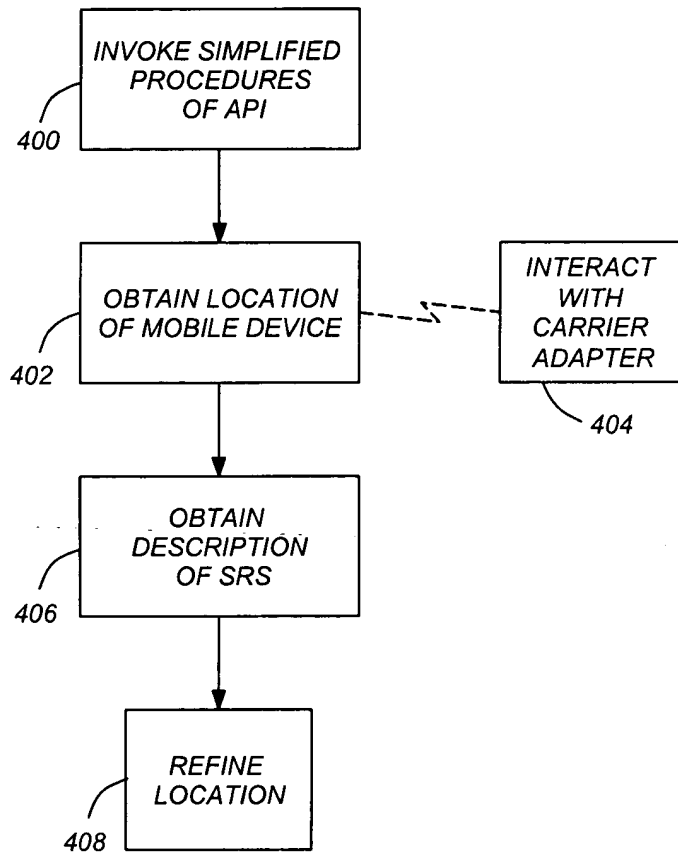 INVOKE SIMPLIFIED
PROCEDURES
OF API
400
OBTAIN LOCATION
OF MOBILE DEVICE
402
INTERACT
WITH
CARRIER
ADAPTER
404
OBTAIN
DESCRIPTION
OF SRS
406
REFINE
LOCATION
408